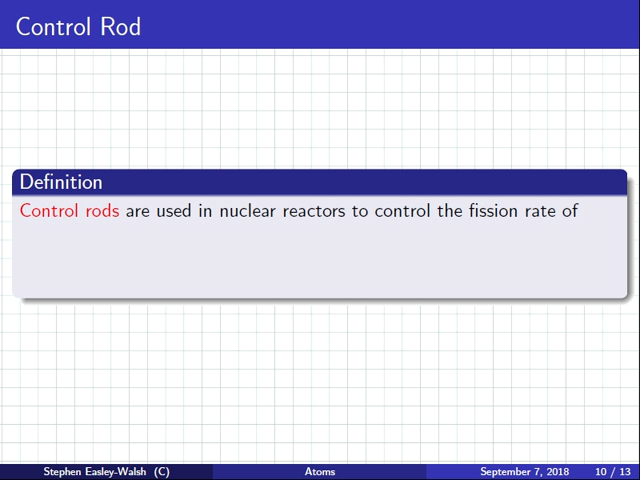 Control Rod
Definition
Control rods are used in nuclear reactors to control the fission rate of
Stephen Easley-Walsh (C) Atoms September 7, 2018 10 / 13